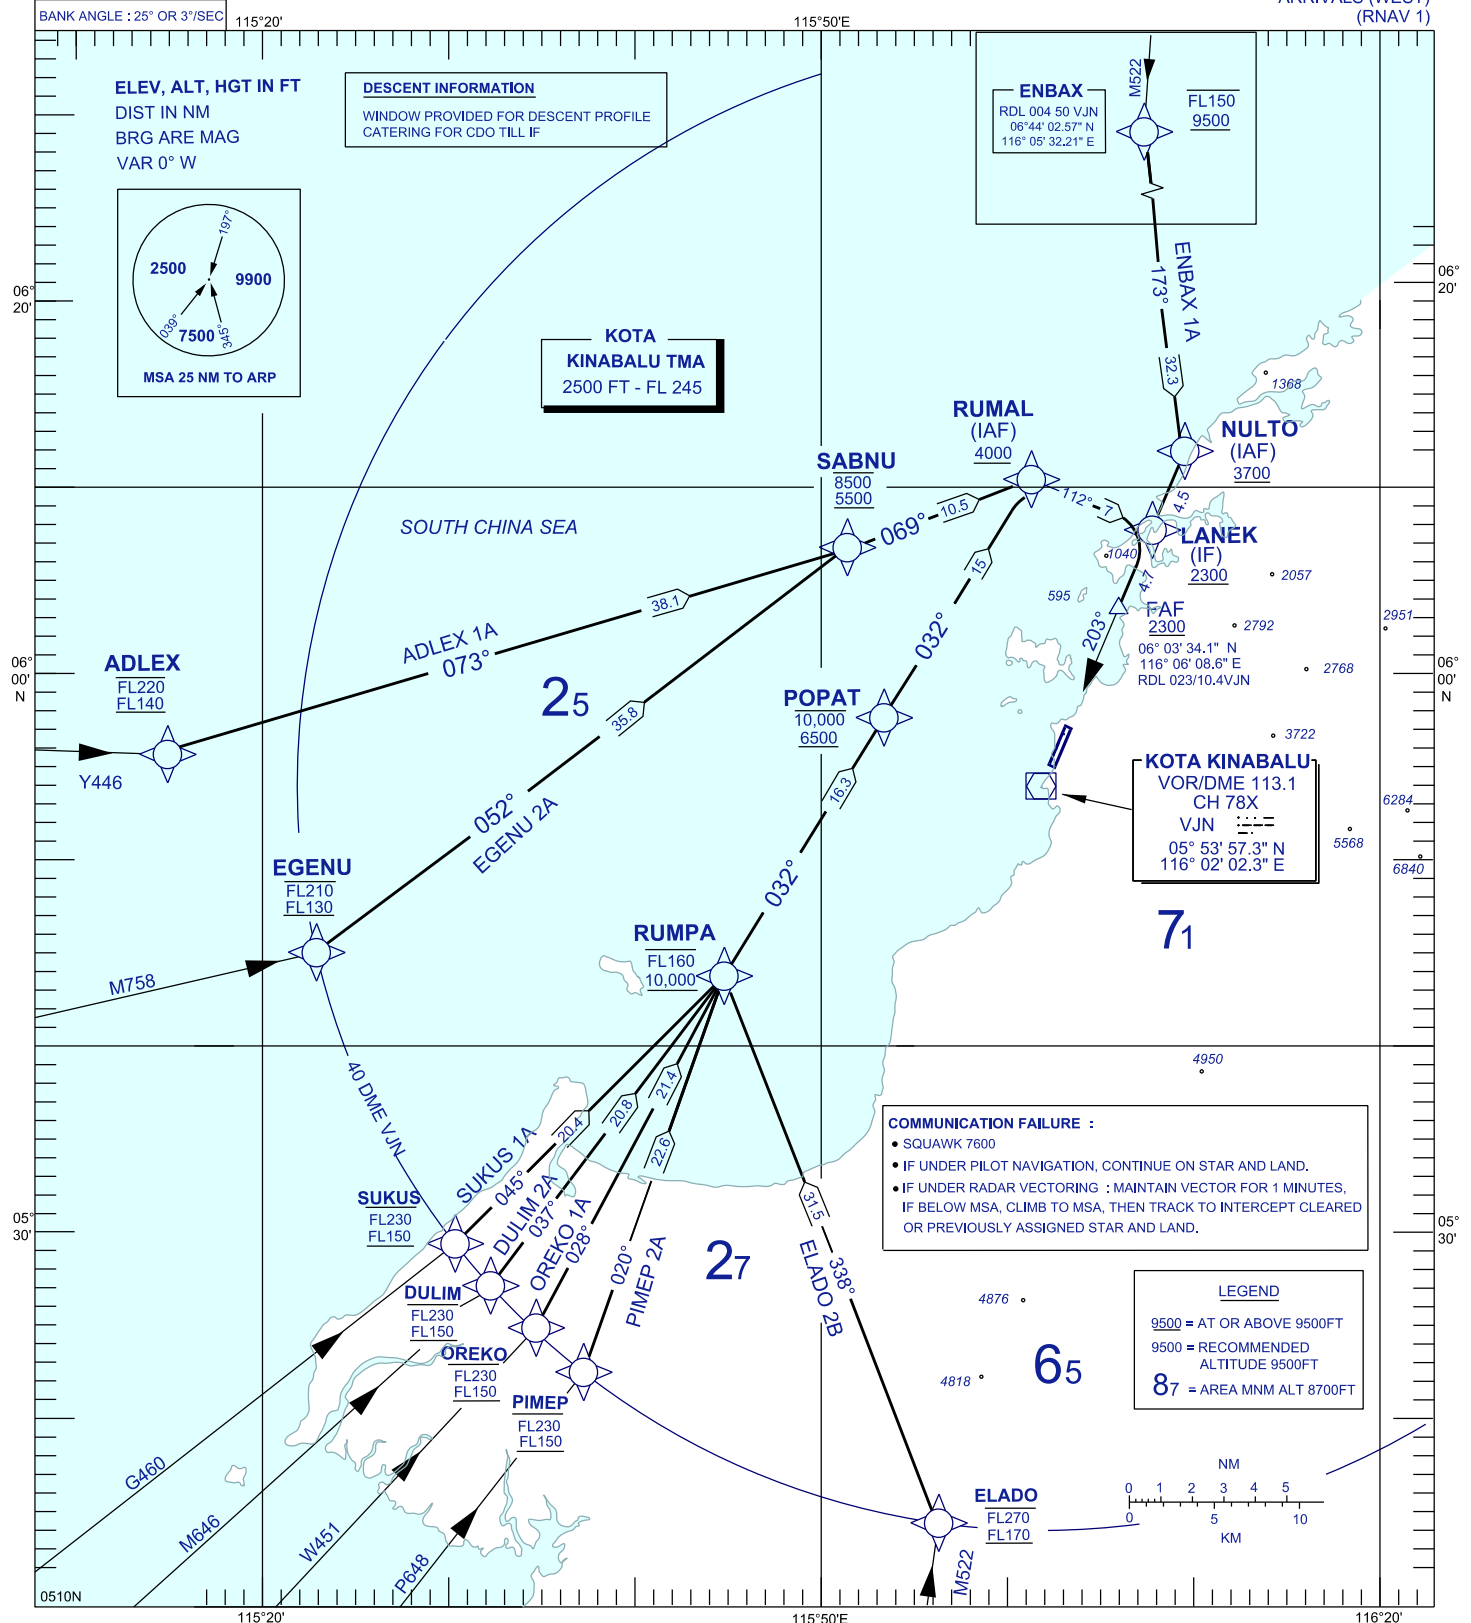 ARRIVALS (WEST)
(RNAV 1)
BANK ANGLE : 25° OR 3°/SEC
115°20'
115°50'E
ELEV, ALT, HGT IN FT
DIST IN NM
BRG ARE MAG
VAR 0° W
DESCENT INFORMATION
WINDOW PROVIDED FOR DESCENT PROFILE
CATERING FOR CDO TILL IF
M522
ENBAX
RDL 004 50 VJN
06°44' 02.57" N
116° 05' 32.21" E
FL150
9500
197°
2500
9900
039°
7500
345°
MSA 25 NM TO ARP
06°
20'
06°
20'
KOTA
KINABALU TMA
2500 FT - FL 245
ENBAX 1A
173°
32.3
1368
RUMAL
(IAF)
4000
NULTO
(IAF)
3700
SABNU
8500
5500
SOUTH CHINA SEA
069°
10.5
112°
7
4.5
LANEK
(IF)
2300
1040
2057
4.7
595
FAF
2300
06° 03' 34.1" N
116° 06' 08.6" E
RDL 023/10.4VJN
203°
2792
2951
2768
15
032°
38.1
ADLEX 1A
073°
ADLEX
FL220
FL140
Y446
06°
00'
N
06°
00'
N
25
35.8
POPAT
10,000
6500
3722
KOTA KINABALU
VOR/DME 113.1
CH 78X
VJN
05° 53' 57.3" N
116° 02' 02.3" E
6284
5568
6840
16.3
052°
EGENU 2A
EGENU
FL210
FL130
M758
032°
71
RUMPA
FL160
10,000
4950
40 DME VJN
20.4
20.8
21.4
22.6
31.5
SUKUS 1A
045°
DULIM 2A
037°
OREKO 1A
028°
020°
PIMEP 2A
338°
ELADO 2B
COMMUNICATION FAILURE :
• SQUAWK 7600
• IF UNDER PILOT NAVIGATION, CONTINUE ON STAR AND LAND.
• IF UNDER RADAR VECTORING : MAINTAIN VECTOR FOR 1 MINUTES,
IF BELOW MSA, CLIMB TO MSA, THEN TRACK TO INTERCEPT CLEARED
OR PREVIOUSLY ASSIGNED STAR AND LAND.
SUKUS
FL230
FL150
05°
30'
05°
30'
27
DULIM
FL230
FL150
OREKO
FL230
FL150
PIMEP
FL230
FL150
4876
4818
65
LEGEND
9500 = AT OR ABOVE 9500FT
9500 = RECOMMENDED
ALTITUDE 9500FT
87 = AREA MNM ALT 8700FT
G460
M646
W451
P648
ELADO
FL270
FL170
M522
NM
0 1 2 3 4 5
0 5 10
KM
0510N
115°20'
115°50'E
116°20'